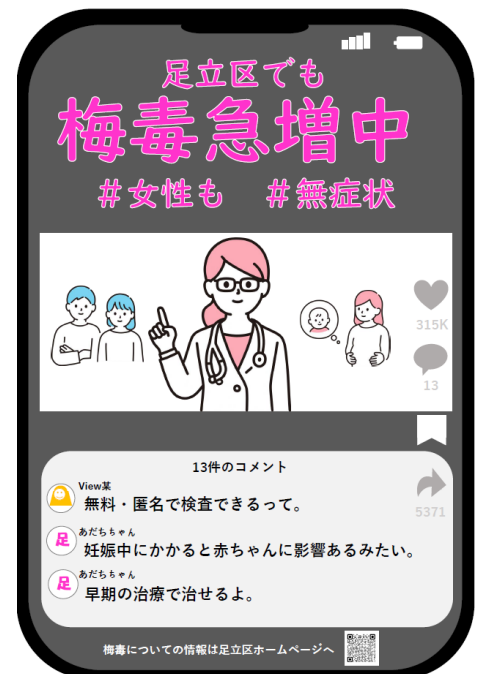 足立区でも
梅毒急増中
#女性も #無症状
315K
13
13件のコメント
View某
無料・匿名で検査できるって。
5371
足
あだちちゃん
妊娠中にかかると赤ちゃんに影響あるみたい。
足
あだちちゃん
早期の治療で治せるよ。
梅毒についての情報は足立区ホームページへ